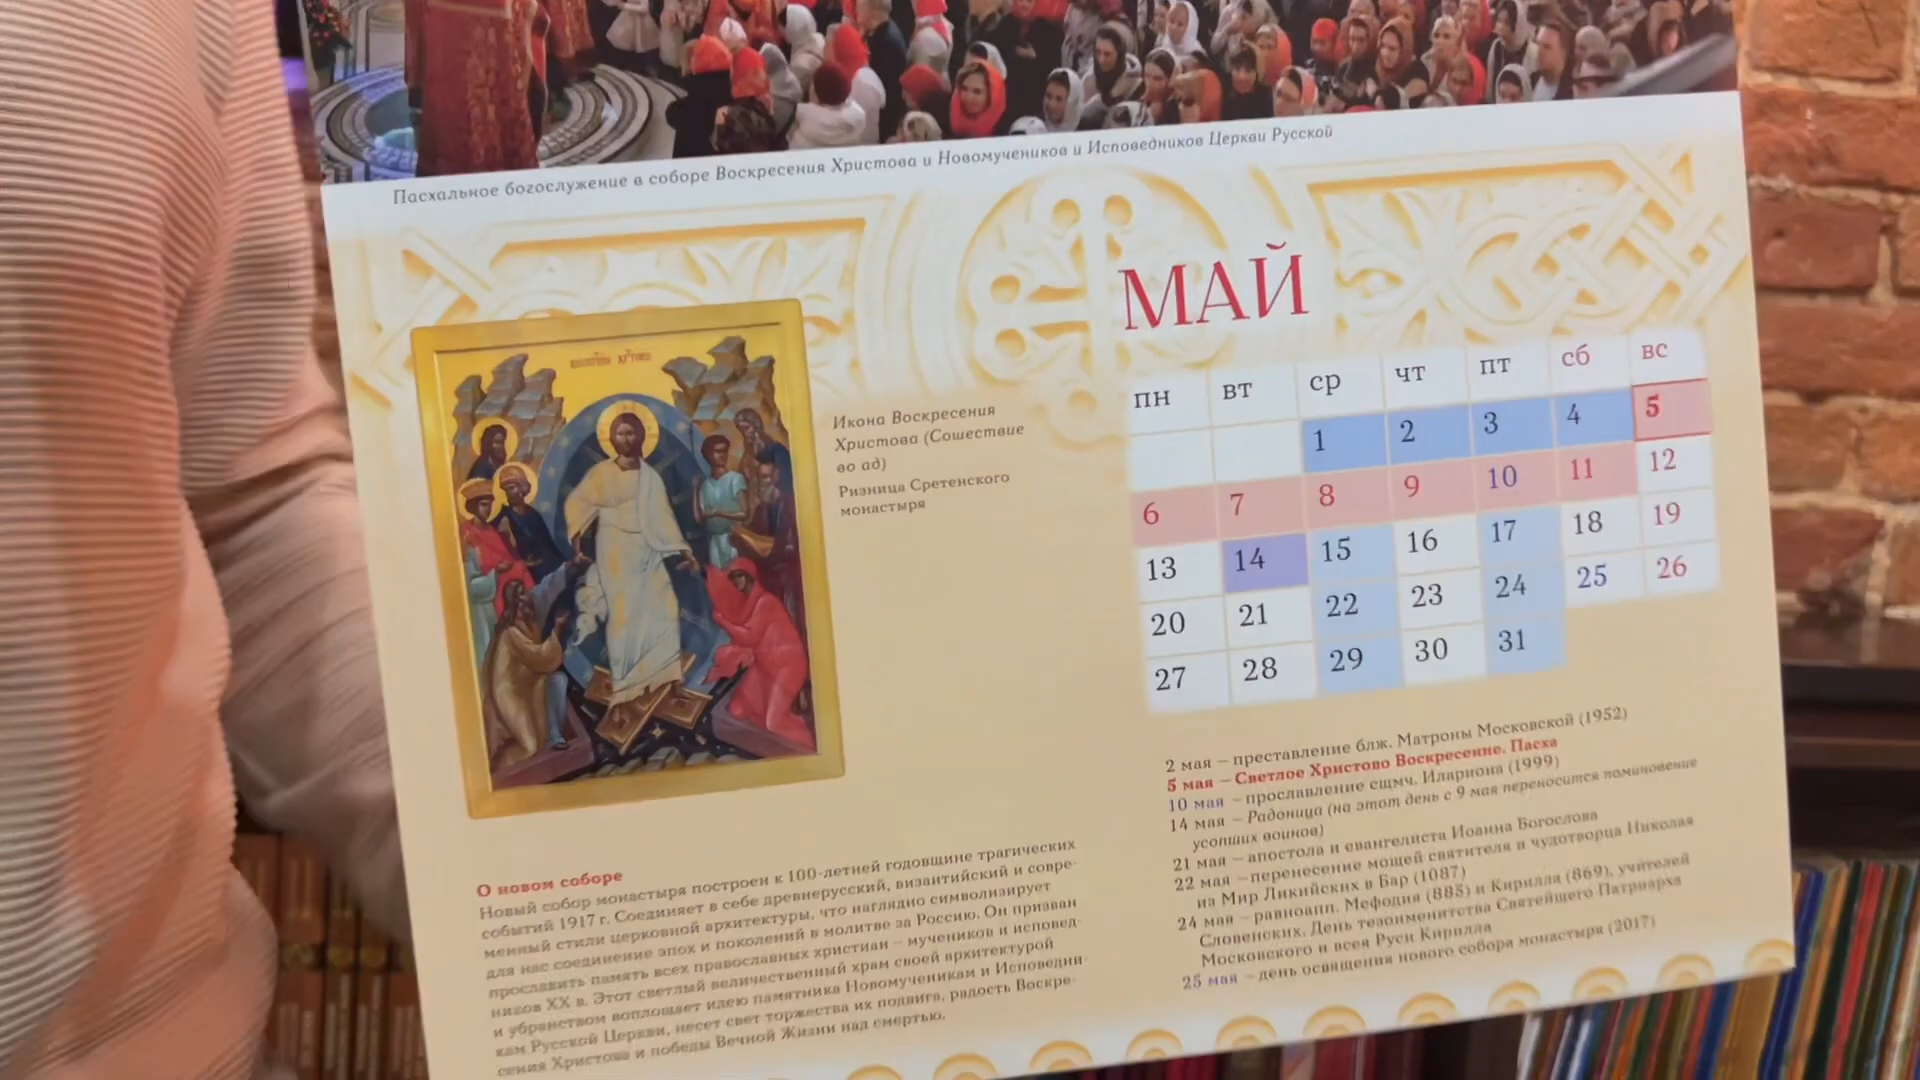 Пасхальное богослужение в соборе Воскресения Христова и Новомучеников и Исповедников Церкви Русской
МАЙ
Икона Воскресения
Христова (Сошествие
во ад)
Ризница Сретенского
монастыря
пн вт ср чт пт сб вс
1 2 3 4 5
6 7 8 9 10 11 12
13 14 15 16 17 18 19
20 21 22 23 24 25 26
27 28 29 30 31
2 мая – преставление блж. Матроны Московской (1952)
5 мая – Светлое Христово Воскресение. Пасха
10 мая – прославление сщмч. Илариона (1999)
14 мая – Радоница (на этот день с 9 мая переносится поминовение
усопших воинов)
21 мая – апостола и евангелиста Иоанна Богослова
22 мая – перенесение мощей святителя и чудотворца Николая
из Мир Ликийских в Бар (1087)
24 мая – равноапп. Мефодия (885) и Кирилла (869), учителей
Словенских. День тезоименитства Святейшего Патриарха
Московского и всея Руси Кирилла
25 мая – день освящения нового собора монастыря (2017)
О новом соборе
Новый собор монастыря построен к 100-летней годовщине трагических
событий 1917 г. Соединяет в себе древнерусский, византийский и совре-
менный стили церковной архитектуры, что наглядно символизирует
для нас соединение эпох и поколений в молитве за Россию. Он призван
прославить память всех православных христиан – мучеников и исповед-
ников XX в. Этот светлый величественный храм своей архитектурой
и убранством воплощает идею памятника Новомученикам и Исповедни-
кам Русской Церкви, несет свет торжества их подвига, радость Воскре-
сения Христова и победы Вечной Жизни над смертью.